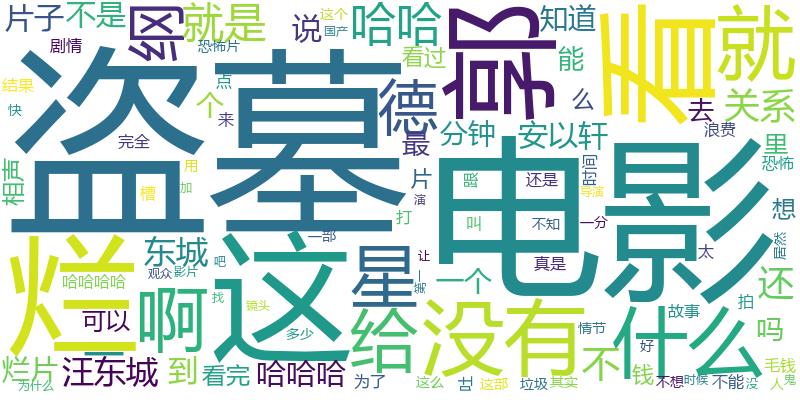 片子 不是 纲 就是 说 哈哈 郭 知道 看 就
剧情 恐怖片 这个 国产 看过 能
结果 点 德 么 去 关系
快 个 来 最 分钟 安以轩 浪费 里
完全 盗墓 电影 恐怖
相声 槽 用 加 片 演 还是 时间 导演 想
打 叫 不知 一分 居然
烂 东城 这 一部 星 让 真是 太
哈哈哈哈 观众 影片 吧 一个 拍 还
啊 找 镜头 给 没有 情节 故事 什么 吗
可以 多少 不 好
烂片 汪东城 到 看完 哈哈哈 钱 毛钱
为什么 为了 这么 这部 垃圾 其实 不想 时候 不能 没 人 鬼